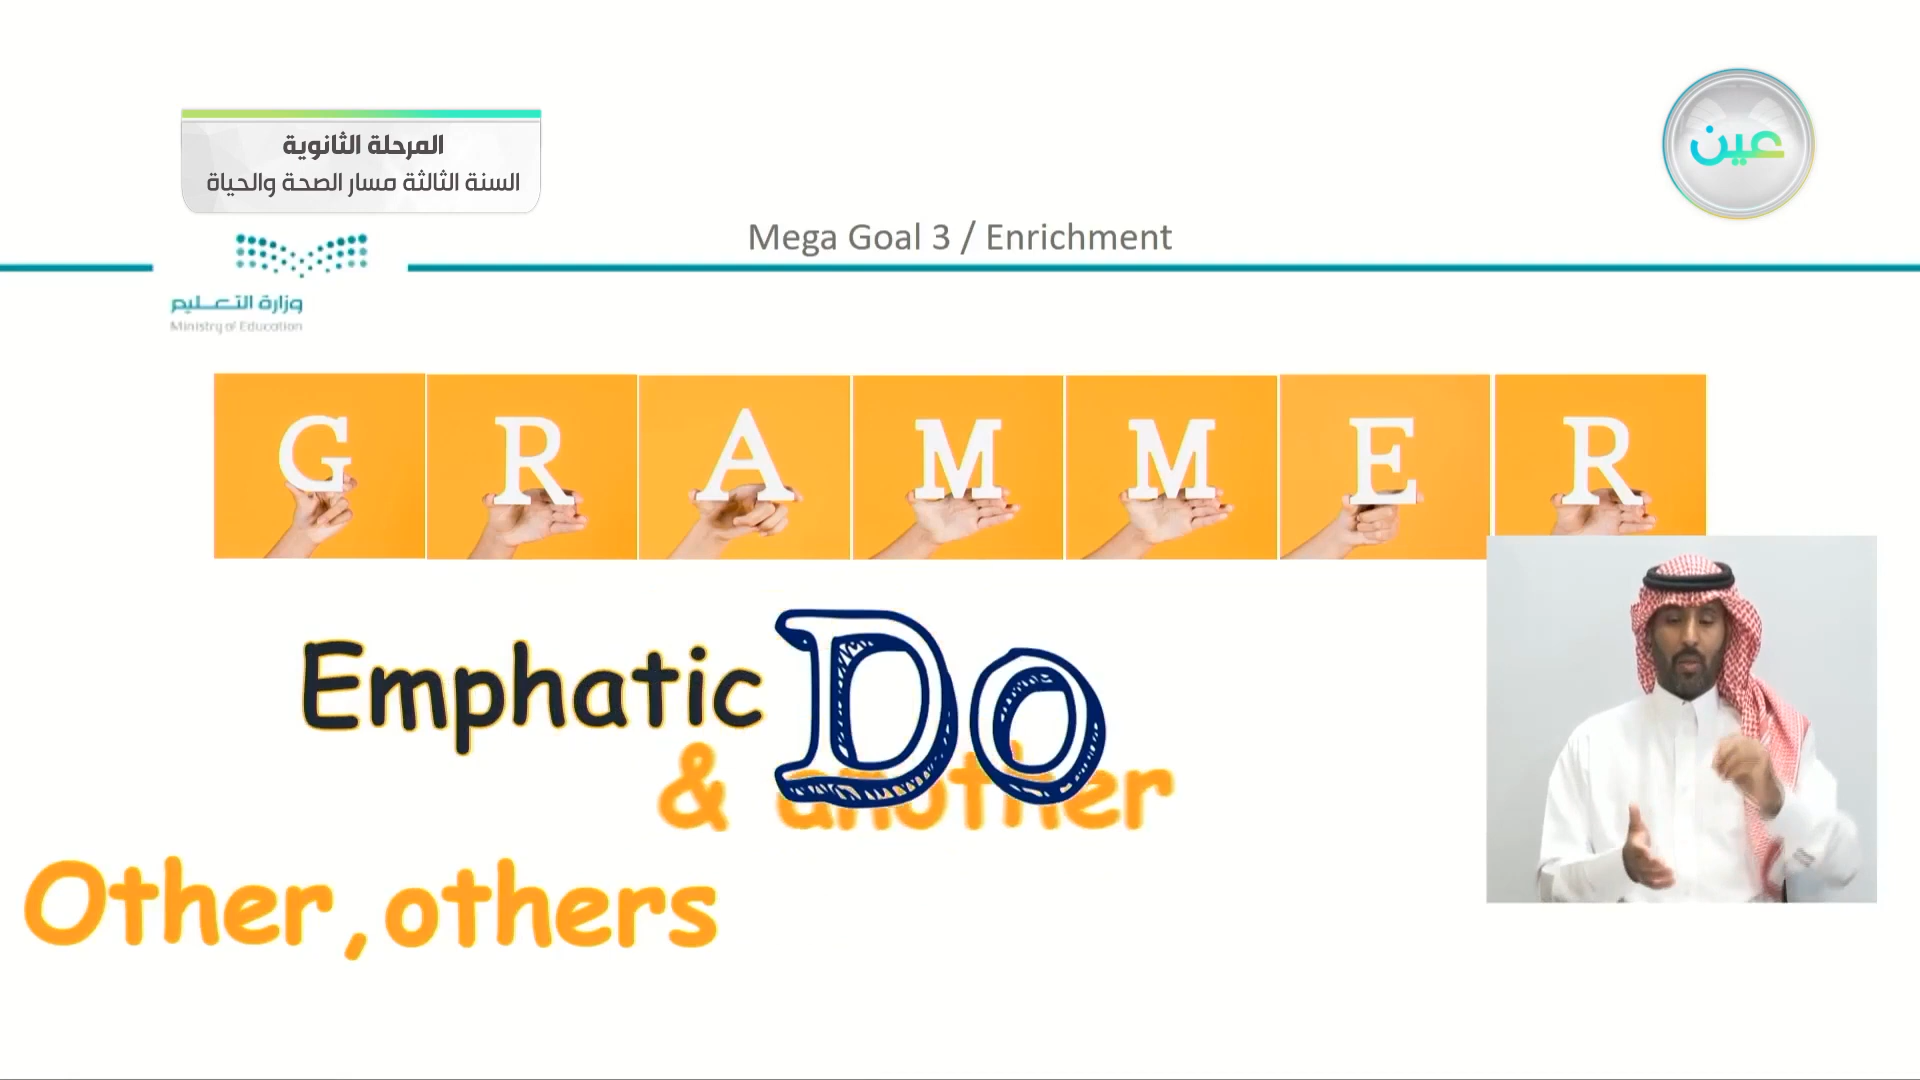 المرحلة الثانوية
السنة الثالثة مسار الصحة والحياة
عين
Mega Goal 3 / Enrichment
وزارة التعليم
Ministry of Education
GRAMMER
Emphatic Do
& another
Other, others